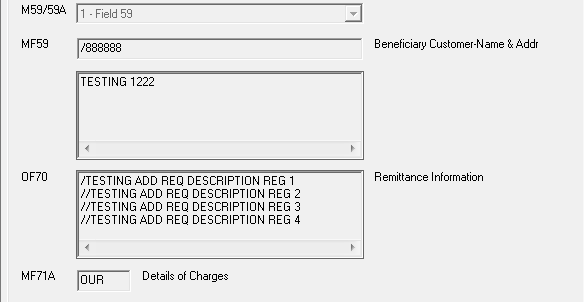 M59/59A 1 - Field 59
MF59 /888888 Beneficiary Customer-Name & Addr
TESTING 1222
OF70 /TESTING ADD REQ DESCRIPTION REG 1 Remittance Information
//TESTING ADD REQ DESCRIPTION REG 2
//TESTING ADD REQ DESCRIPTION REG 3
//TESTING ADD REQ DESCRIPTION REG 4
MF71A OUR Details of Charges